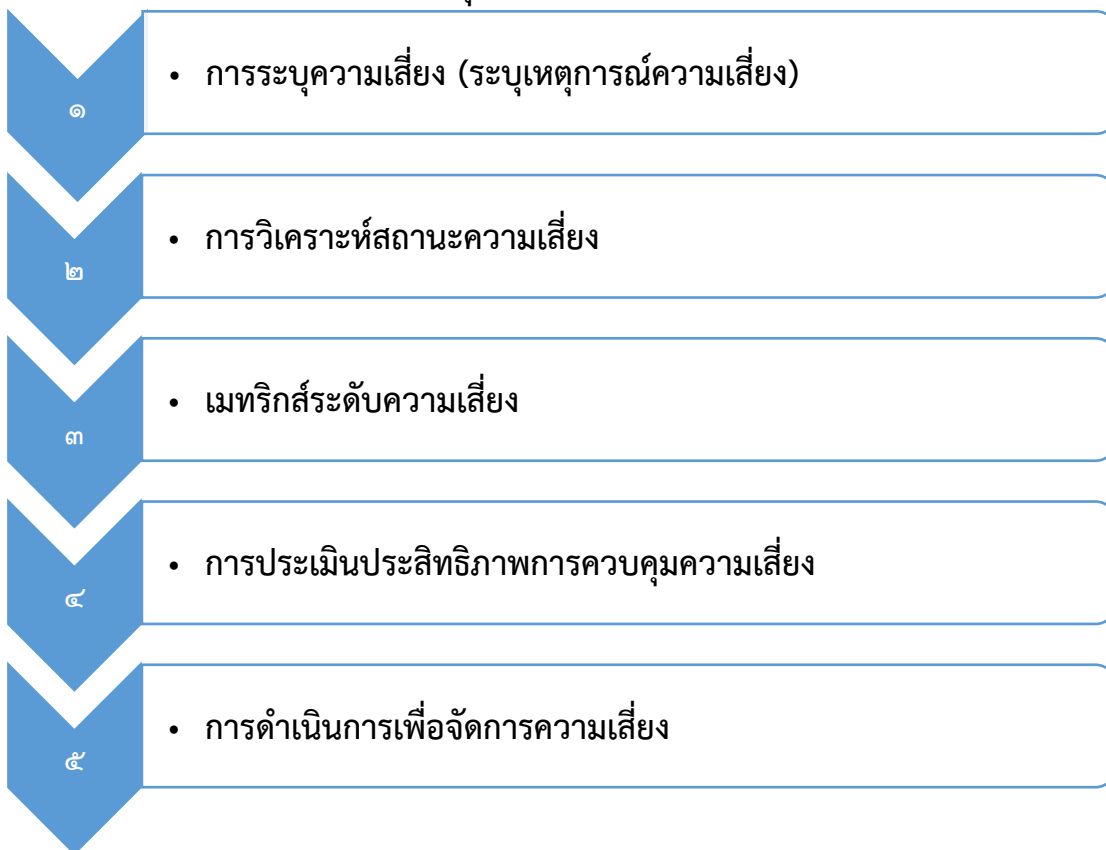 ๑
• การระบุความเสี่ยง (ระบุเหตุการณ์ความเสี่ยง)
๒
• การวิเคราะห์สถานะความเสี่ยง
๓
• เมทริกส์ระดับความเสี่ยง
๔
• การประเมินประสิทธิภาพการควบคุมความเสี่ยง
๕
• การดำเนินการเพื่อจัดการความเสี่ยง